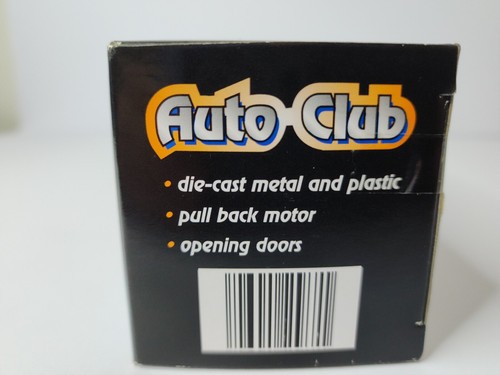 Auto-Club
• die-cast metal and plastic
• pull back motor
• opening doors